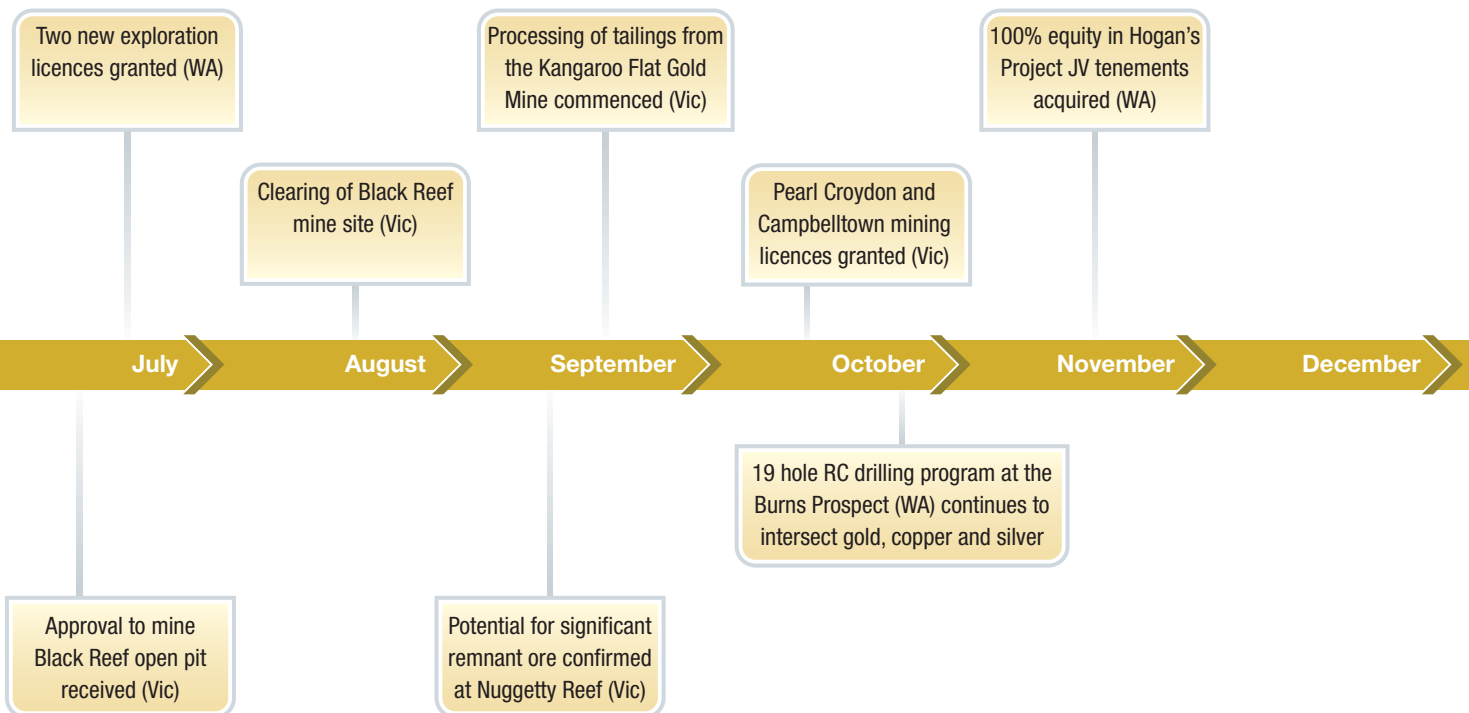 Two new exploration
licences granted (WA)
Processing of tailings from
the Kangaroo Flat Gold
Mine commenced (Vic)
100% equity in Hogan's
Project JV tenements
acquired (WA)
Clearing of Black Reef
mine site (Vic)
Pearl Croydon and
Campbelltown mining
licences granted (Vic)
July
August
September
October
November
December
19 hole RC drilling program at the
Burns Prospect (WA) continues to
intersect gold, copper and silver
Approval to mine
Black Reef open pit
received (Vic)
Potential for significant
remnant ore confirmed
at Nuggetty Reef (Vic)